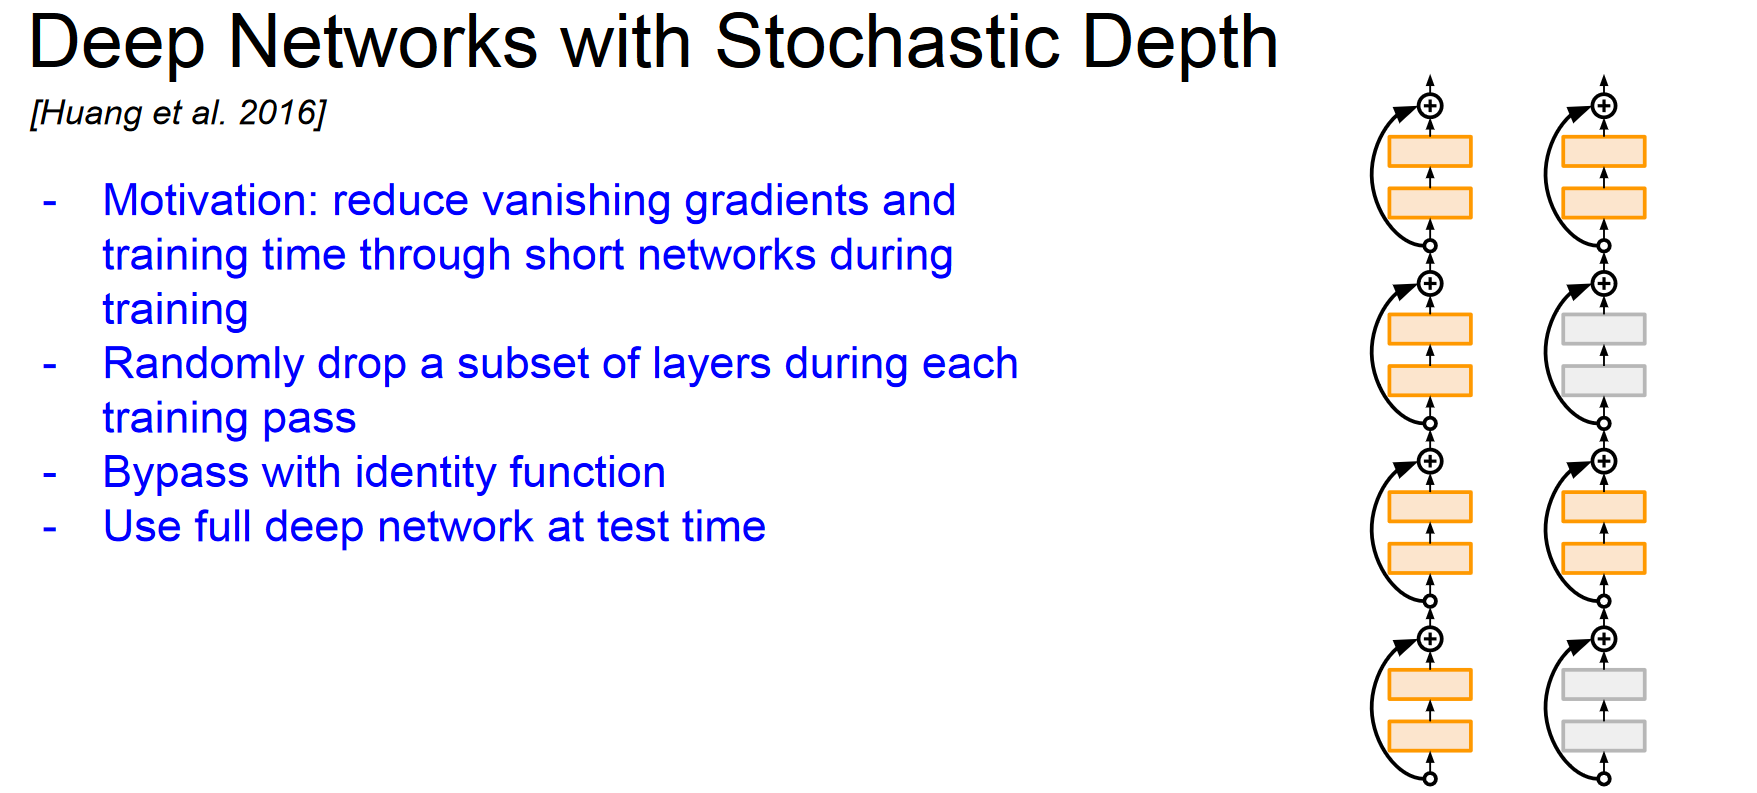 Deep Networks with Stochastic Depth
[Huang et al. 2016]
- Motivation: reduce vanishing gradients and
training time through short networks during
training
- Randomly drop a subset of layers during each
training pass
- Bypass with identity function
- Use full deep network at test time